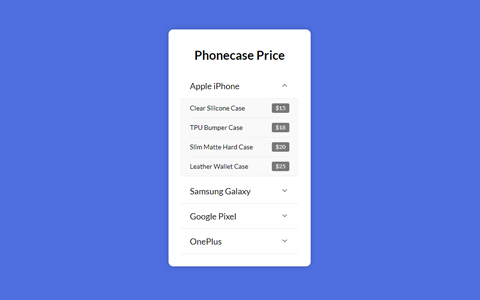 Phonecase Price
Apple iPhone
Clear Silicone Case $15
TPU Bumper Case $18
Slim Matte Hard Case $20
Leather Wallet Case $25
Samsung Galaxy
Google Pixel
OnePlus